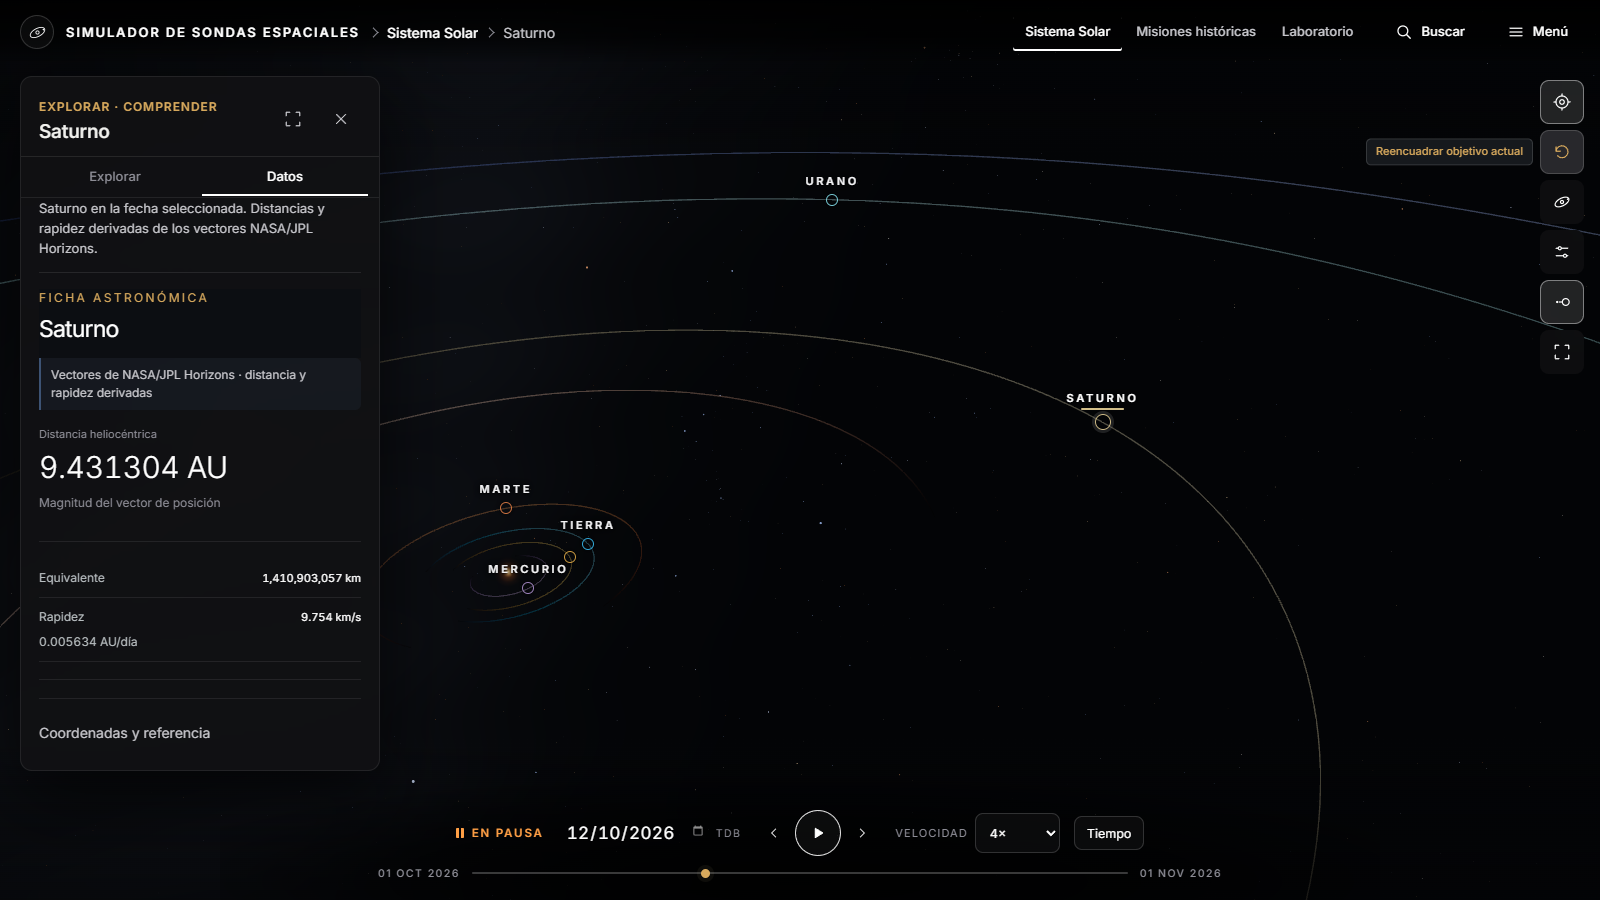 SIMULADOR DE SONDAS ESPACIALES
Sistema Solar
Saturno
Sistema Solar
Misiones históricas
Laboratorio
Buscar
Menú
EXPLORAR · COMPRENDER
Saturno
Explorar
Datos
Saturno en la fecha seleccionada. Distancias y
rapidez derivadas de los vectores NASA/JPL
Horizons.
FICHA ASTRONÓMICA
Saturno
Vectores de NASA/JPL Horizons · distancia y
rapidez derivadas
Distancia heliocéntrica
9.431304 AU
Magnitud del vector de posición
Equivalente
1,410,903,057 km
Rapidez
9.754 km/s
0.005634 AU/día
Coordenadas y referencia
Reencuadrar objetivo actual
URANO
SATURNO
MARTE
TIERRA
MERCURIO
EN PAUSA
12/10/2026
TDB
VELOCIDAD
4×
Tiempo
01 OCT 2026
01 NOV 2026